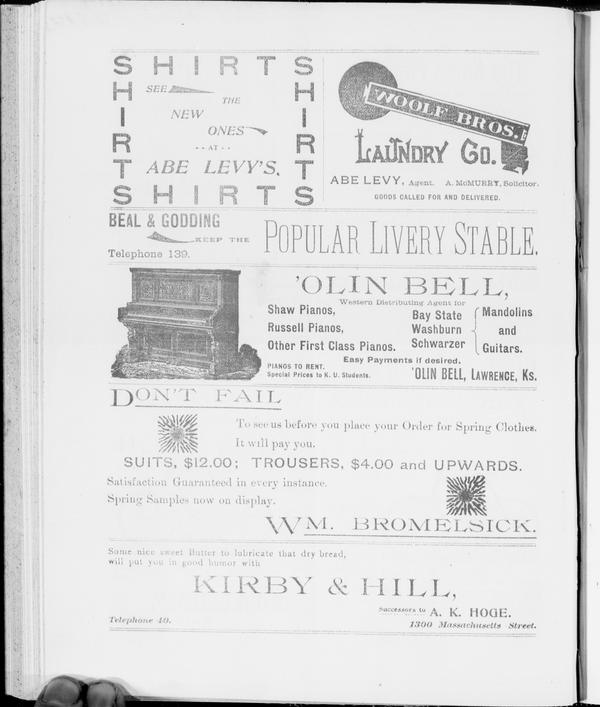 SHIRTS
SHIRTS
SHIRTS
SHIRTS
SEE
THE
NEW
ONES
--AT--
ABE LEVY'S.
WOOLF BROS.
LAUNDRY CO.
ABE LEVY, Agent. A. McMURRY, Solicitor.
GOODS CALLED FOR AND DELIVERED.
BEAL & GODDING
KEEP THE
Telephone 139.
POPULAR LIVERY STABLE.
'OLIN BELL,
Western Distributing Agent for
Shaw Pianos,
Russell Pianos,
Other First Class Pianos.
Bay State
Washburn
Schwarzer
Mandolins
and
Guitars.
Easy Payments if desired.
PIANOS TO RENT.
Special Prices to K. U. Students.
'OLIN BELL, LAWRENCE, KS.
DON'T FAIL
To see us before you place your Order for Spring Clothes.
It will pay you.
SUITS, $12.00; TROUSERS, $4.00 and UPWARDS.
Satisfaction Guaranteed in every instance.
Spring Samples now on display.
WM. BROMELSICK.
Some nice sweet Butter to lubricate that dry bread,
will put you in good humor with
KIRBY & HILL,
Successors to A. K. HOGE.
Telephone 40.
1300 Massachusetts Street.